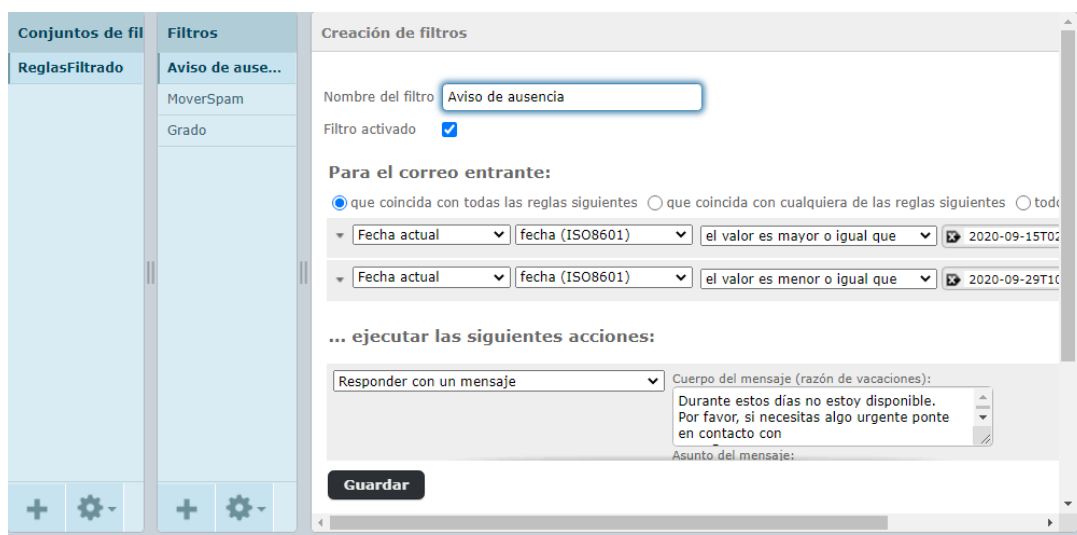 Conjuntos de fil
ReglasFiltrado
Filtros
Aviso de ause...
MoverSpam
Grado
Creación de filtros
Nombre del filtro Aviso de ausencia
Filtro activado
Para el correo entrante:
que coincida con todas las reglas siguientes que coincida con cualquiera de las reglas siguientes todo
Fecha actual fecha (ISO8601) el valor es mayor o igual que 2020-09-15T02
Fecha actual fecha (ISO8601) el valor es menor o igual que 2020-09-29T10
... ejecutar las siguientes acciones:
Responder con un mensaje
Cuerpo del mensaje (razón de vacaciones):
Durante estos días no estoy disponible.
Por favor, si necesitas algo urgente ponte
en contacto con
Asunto del mensaje:
Guardar